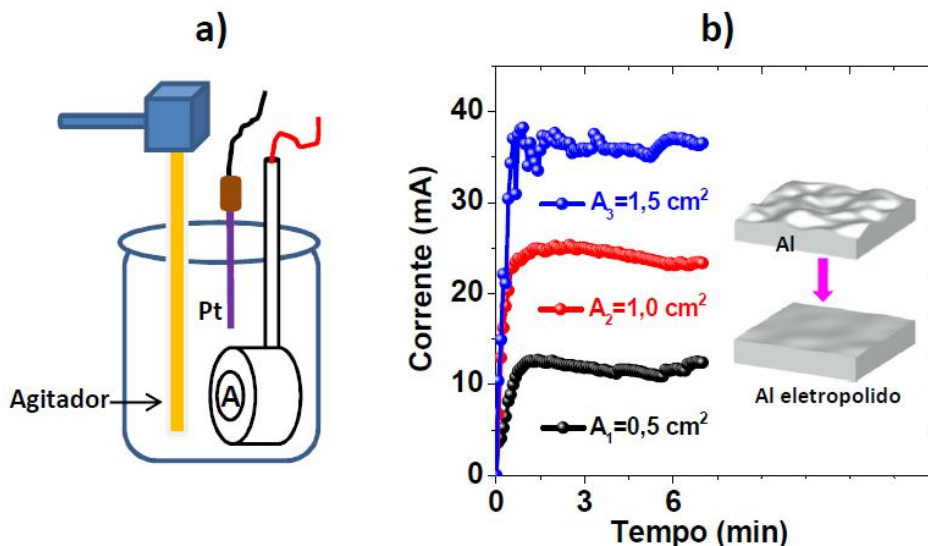 a)
Pt
Agitador
A
b)
Corrente (mA)
40
30
20
10
0
A3=1,5 cm²
A2=1,0 cm²
A1=0,5 cm²
Al
Al eletropolido
0
3
6
Tempo (min)